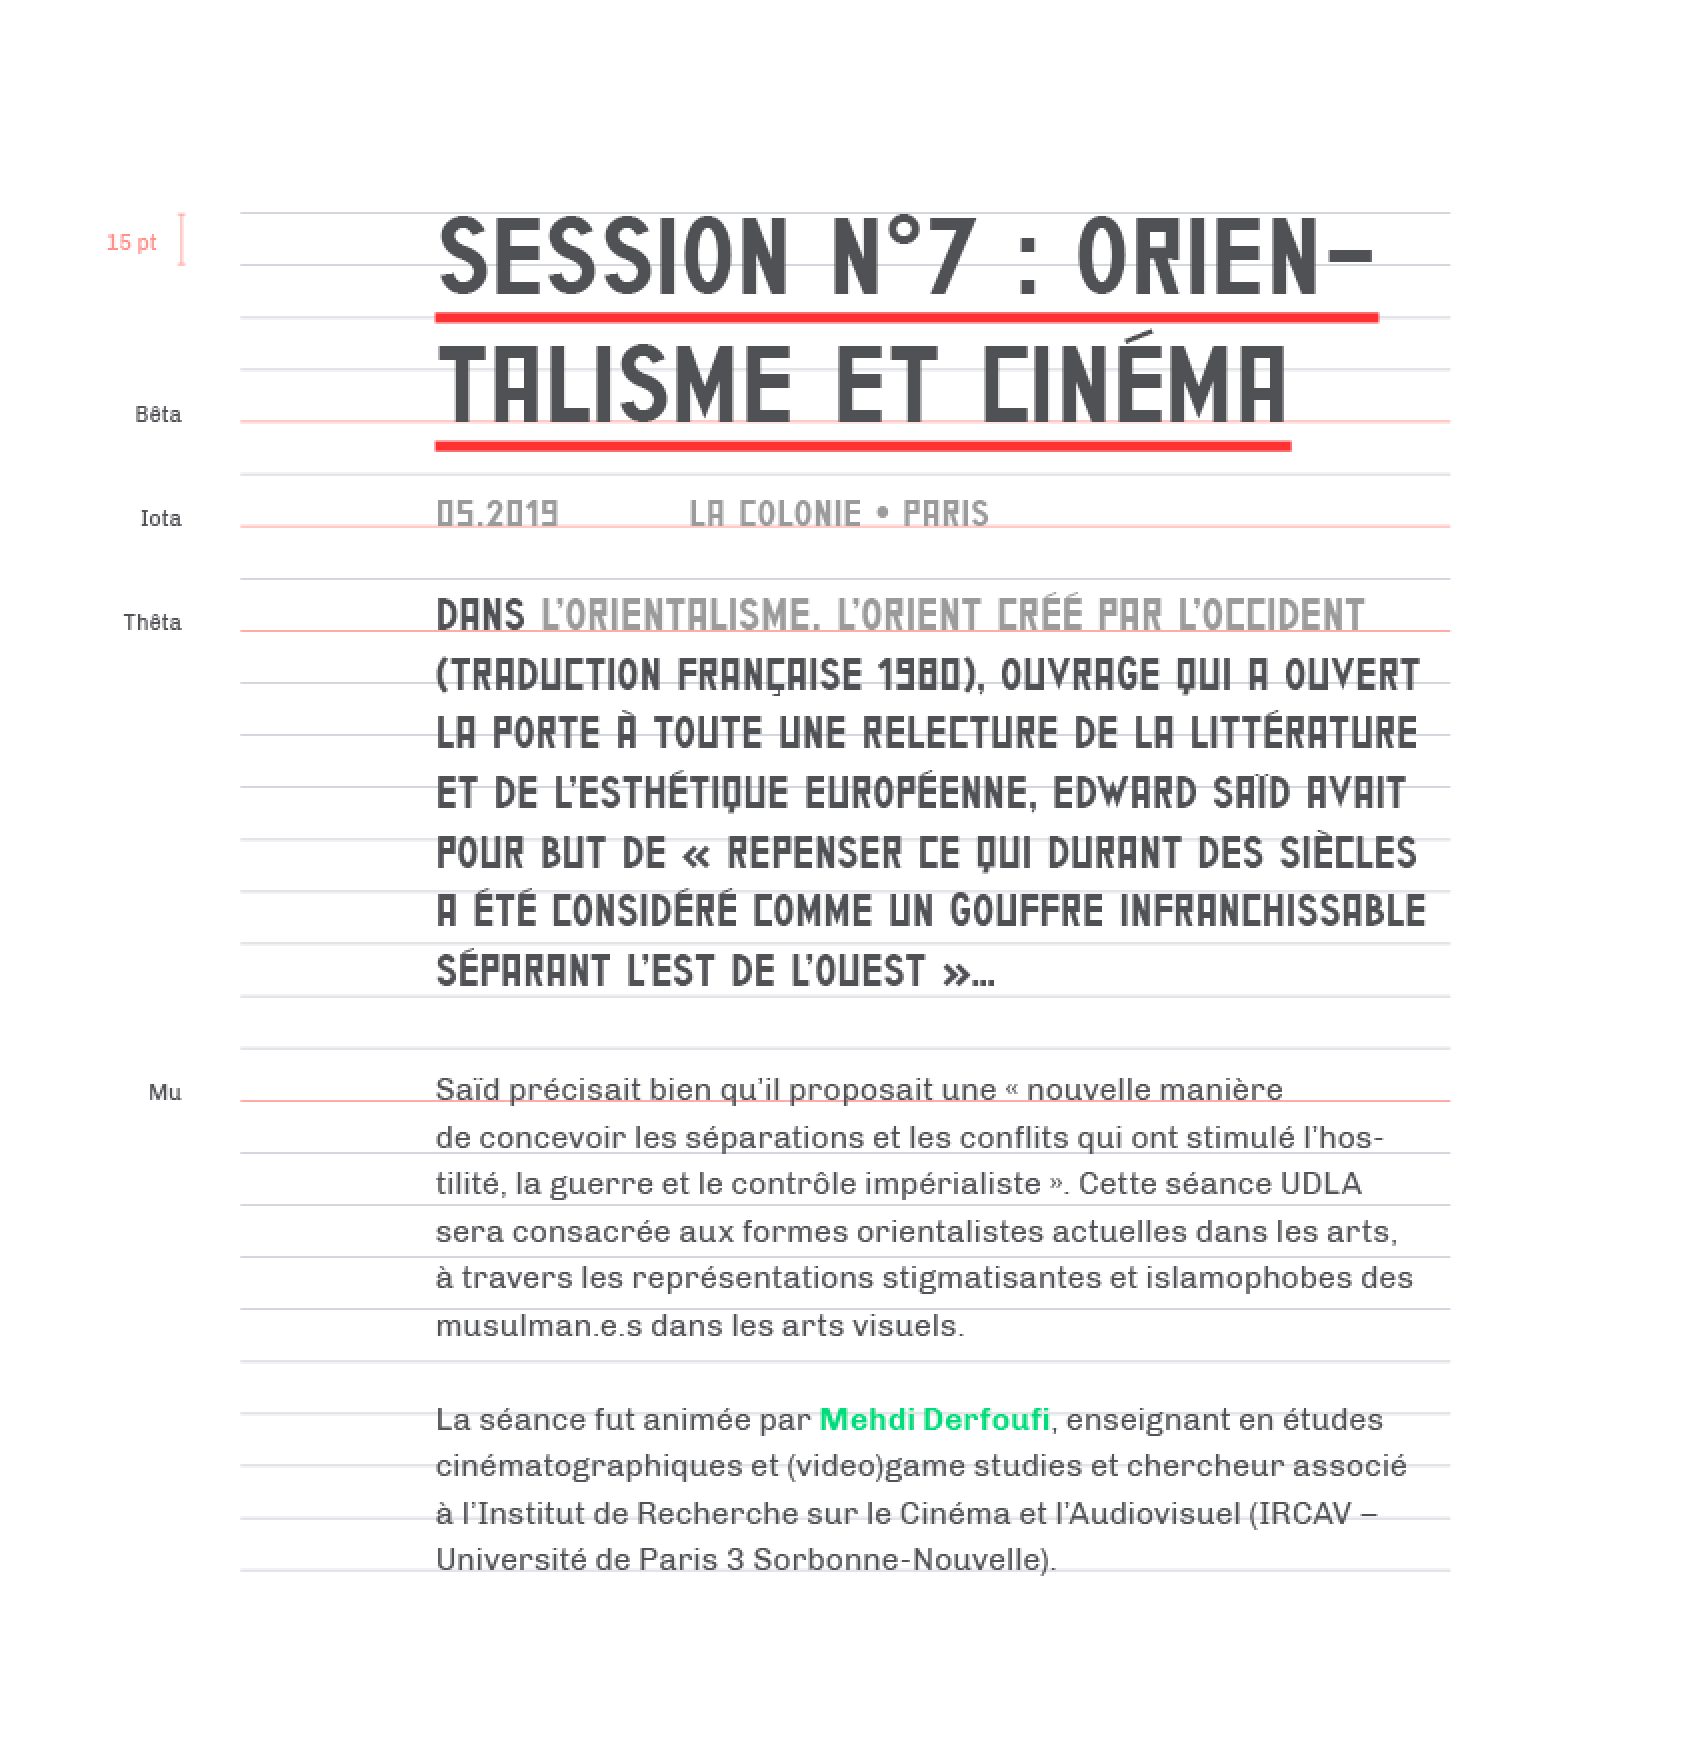 15 pt
SESSION N°7 : ORIEN-
TALISME ET CINÉMA
Bêta
Iota
05.2019 LA COLONIE • PARIS
Thêta
DANS L'ORIENTALISME. L'ORIENT CRÉÉ PAR L'OCCIDENT
(TRADUCTION FRANÇAISE 1980), OUVRAGE QUI A OUVERT
LA PORTE À TOUTE UNE RELECTURE DE LA LITTÉRATURE
ET DE L'ESTHÉTIQUE EUROPÉENNE, EDWARD SAÏD AVAIT
POUR BUT DE « REPENSER CE QUI DURANT DES SIÈCLES
A ÉTÉ CONSIDÉRÉ COMME UN GOUFFRE INFRANCHISSABLE
SÉPARANT L'EST DE L'OUEST »…
Mu
Saïd précisait bien qu'il proposait une « nouvelle manière
de concevoir les séparations et les conflits qui ont stimulé l'hos-
tilité, la guerre et le contrôle impérialiste ». Cette séance UDLA
sera consacrée aux formes orientalistes actuelles dans les arts,
à travers les représentations stigmatisantes et islamophobes des
musulman.e.s dans les arts visuels.
La séance fut animée par Mehdi Derfoufi, enseignant en études
cinématographiques et (video)game studies et chercheur associé
à l'Institut de Recherche sur le Cinéma et l'Audiovisuel (IRCAV –
Université de Paris 3 Sorbonne-Nouvelle).